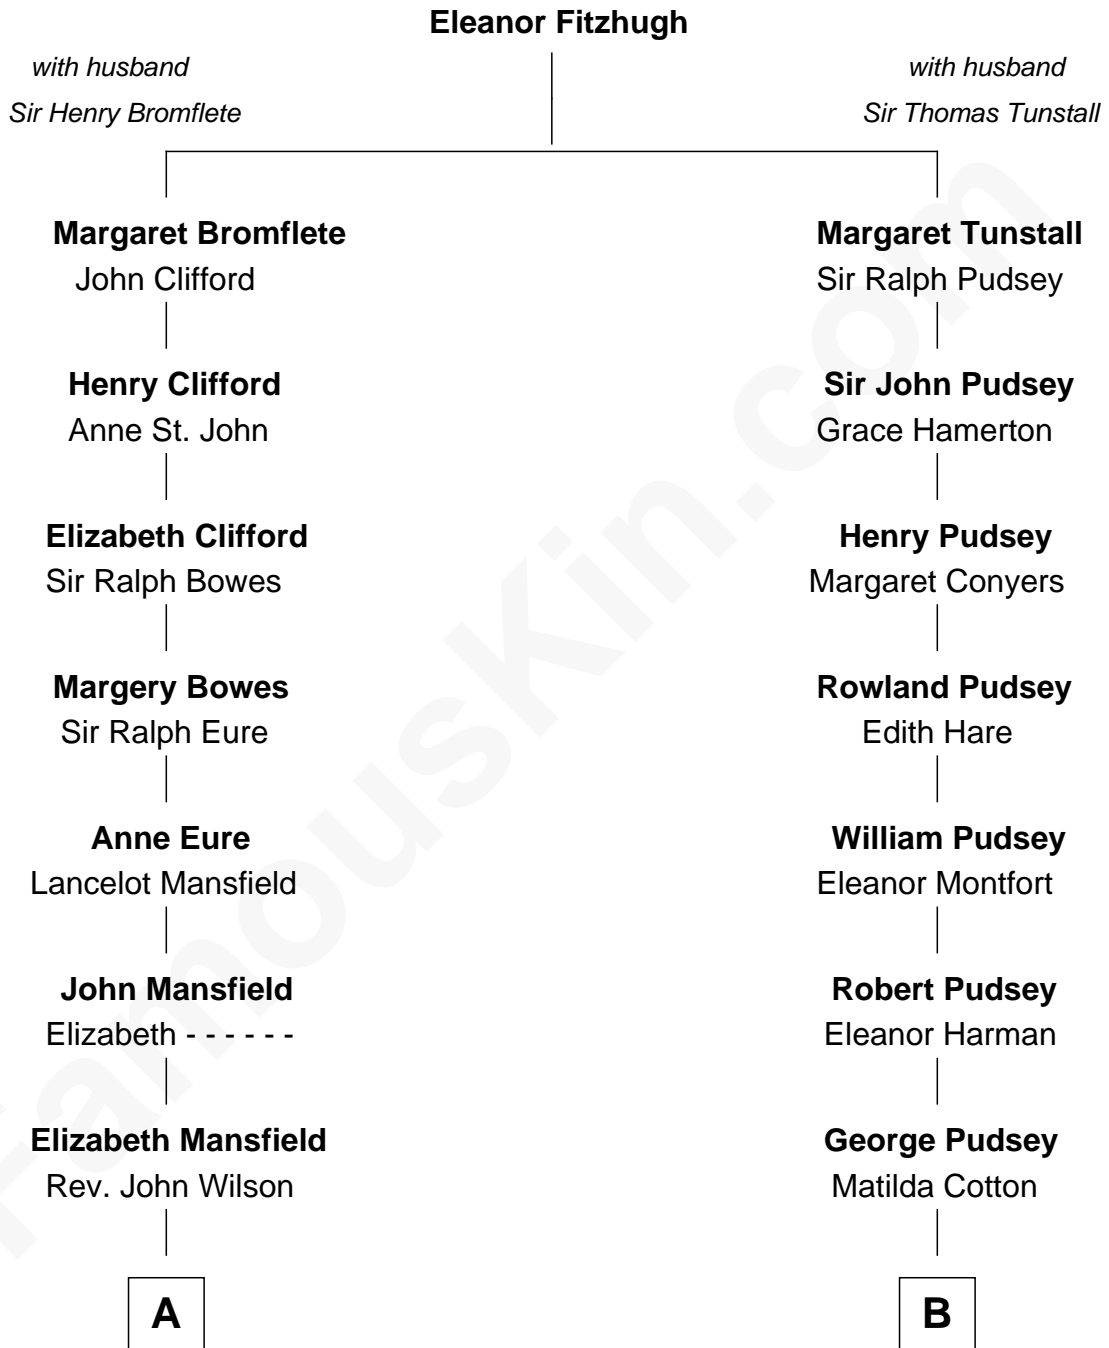 Eleanor Fitzhugh
with husband
Sir Henry Bromflete
with husband
Sir Thomas Tunstall
Margaret Bromflete
John Clifford
Margaret Tunstall
Sir Ralph Pudsey
Henry Clifford
Anne St. John
Sir John Pudsey
Grace Hamerton
Elizabeth Clifford
Sir Ralph Bowes
Henry Pudsey
Margaret Conyers
Margery Bowes
Sir Ralph Eure
Rowland Pudsey
Edith Hare
Anne Eure
Lancelot Mansfield
William Pudsey
Eleanor Montfort
John Mansfield
Elizabeth - - - - - -
Robert Pudsey
Eleanor Harman
Elizabeth Mansfield
Rev. John Wilson
George Pudsey
Matilda Cotton
A
B
FamousKin.com